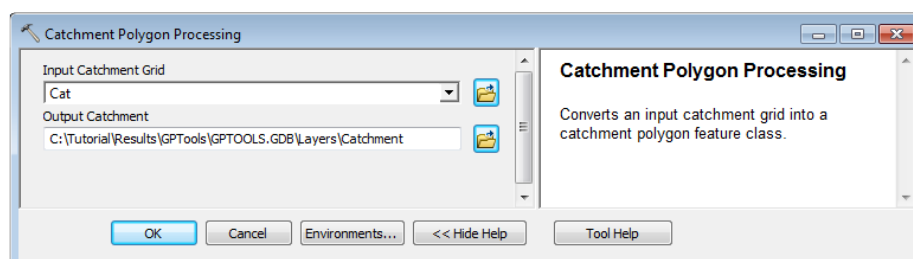 Catchment Polygon Processing
Input Catchment Grid
Cat
Output Catchment
C:\Tutorial\Results\GPTools\GPTOOLS.GDB\Layers\Catchment
Catchment Polygon Processing
Converts an input catchment grid into a
catchment polygon feature class.
OK
Cancel
Environments...
<< Hide Help
Tool Help